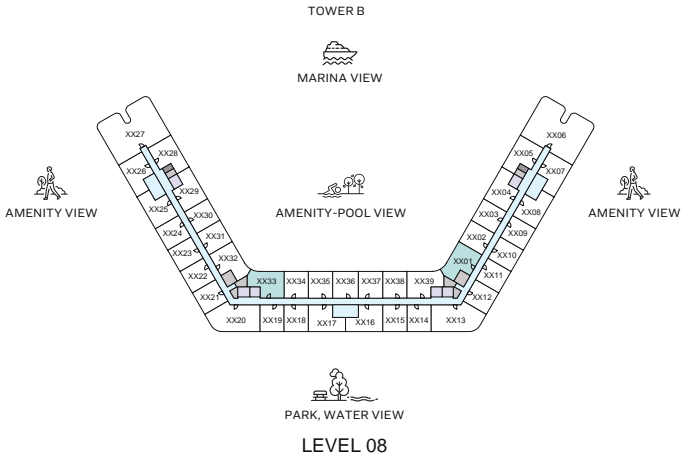 TOWER B
MARINA VIEW
XX27
XX06
XX28
XX05
XX26
XX07
XX29
XX04
AMENITY VIEW
AMENITY-POOL VIEW
AMENITY VIEW
XX25
XX30
XX03
XX08
XX24
XX31
XX02
XX09
XX23
XX32
XX01
XX10
XX22
XX11
XX33
XX34
XX35
XX36
XX37
XX38
XX39
XX21
XX12
XX20
XX19
XX18
XX17
XX16
XX15
XX14
XX13
PARK, WATER VIEW
LEVEL 08